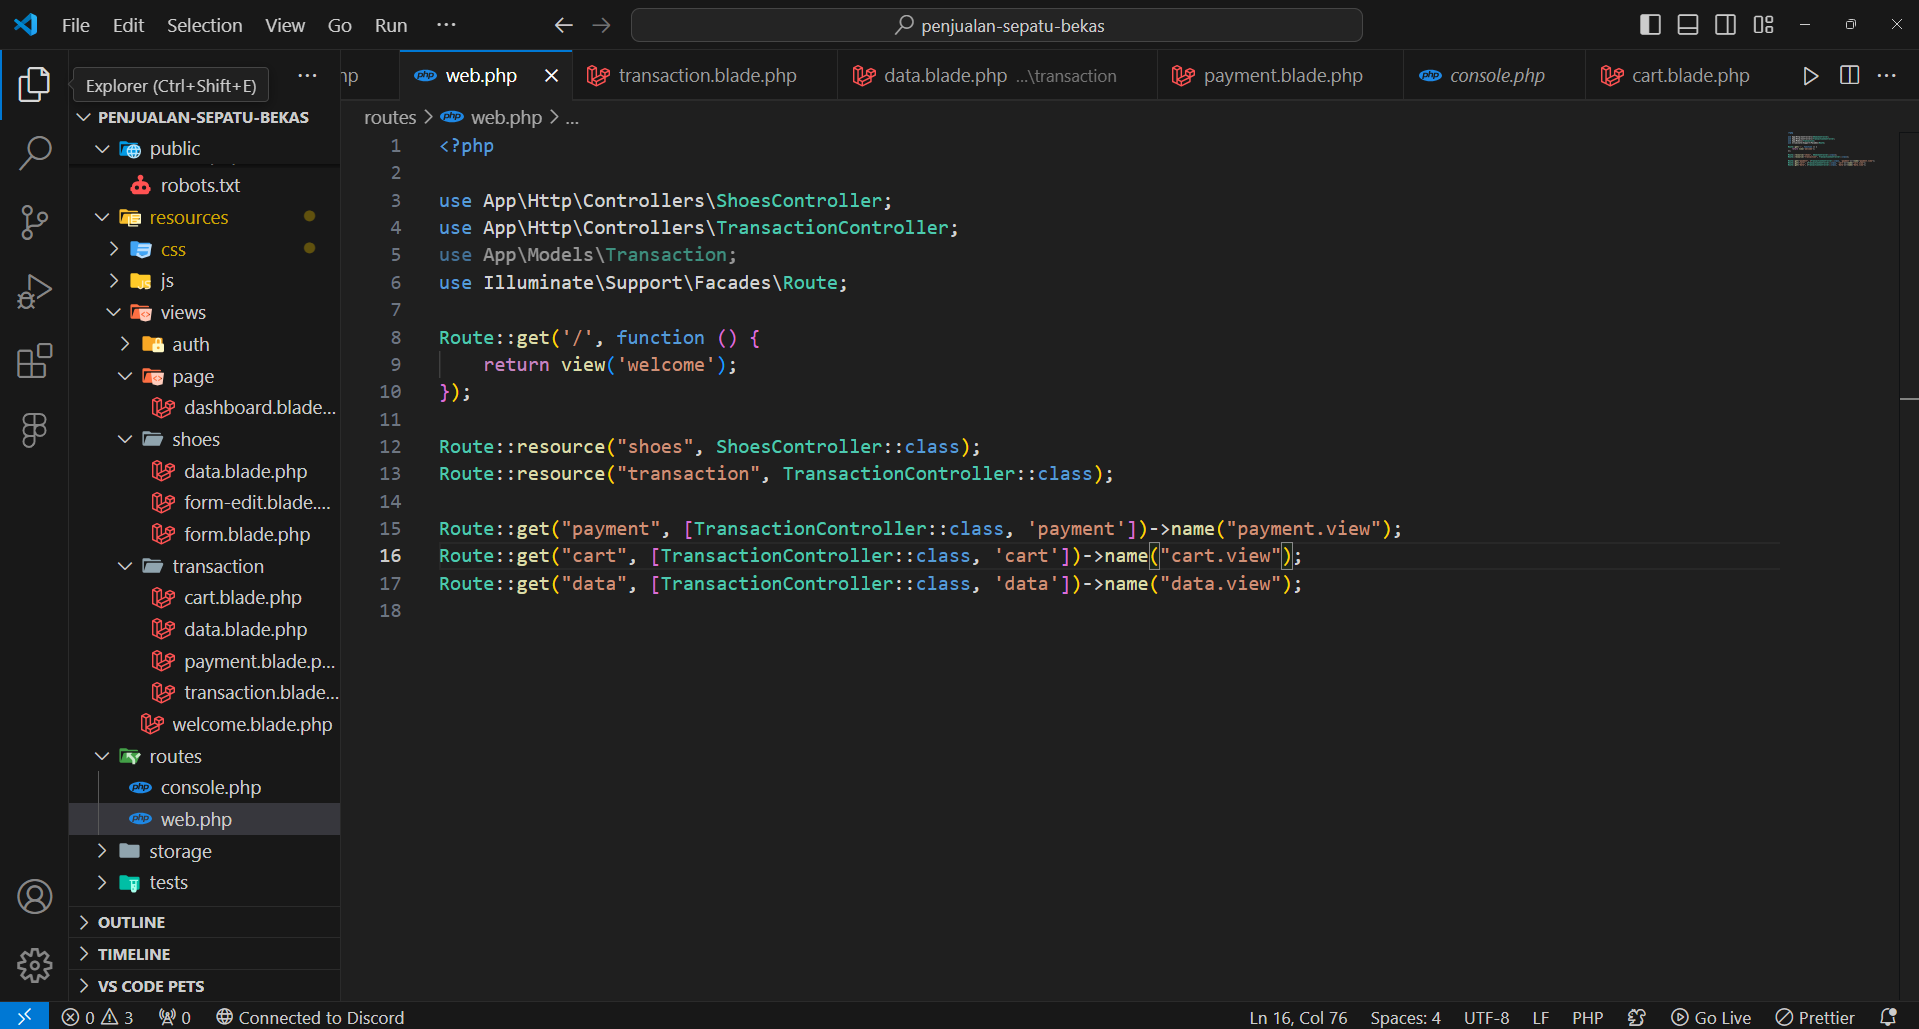 File Edit Selection View Go Run ...
penjualan-sepatu-bekas
Explorer (Ctrl+Shift+E)
hp
web.php
transaction.blade.php
data.blade.php ...\transaction
payment.blade.php
console.php
cart.blade.php
PENJUALAN-SEPATU-BEKAS
public
robots.txt
resources
css
js
views
auth
page
dashboard.blade...
shoes
data.blade.php
form-edit.blade....
form.blade.php
transaction
cart.blade.php
data.blade.php
payment.blade.p...
transaction.blade...
welcome.blade.php
routes
console.php
web.php
storage
tests
OUTLINE
TIMELINE
VS CODE PETS
routes > web.php > ...
1 <?php
2
3 use App\Http\Controllers\ShoesController;
4 use App\Http\Controllers\TransactionController;
5 use App\Models\Transaction;
6 use Illuminate\Support\Facades\Route;
7
8 Route::get('/', function () {
9     return view('welcome');
10 });
11
12 Route::resource("shoes", ShoesController::class);
13 Route::resource("transaction", TransactionController::class);
14
15 Route::get("payment", [TransactionController::class, 'payment'])->name("payment.view");
16 Route::get("cart", [TransactionController::class, 'cart'])->name("cart.view");
17 Route::get("data", [TransactionController::class, 'data'])->name("data.view");
18
0 3 0 Connected to Discord
Ln 16, Col 76 Spaces: 4 UTF-8 LF PHP Go Live Prettier